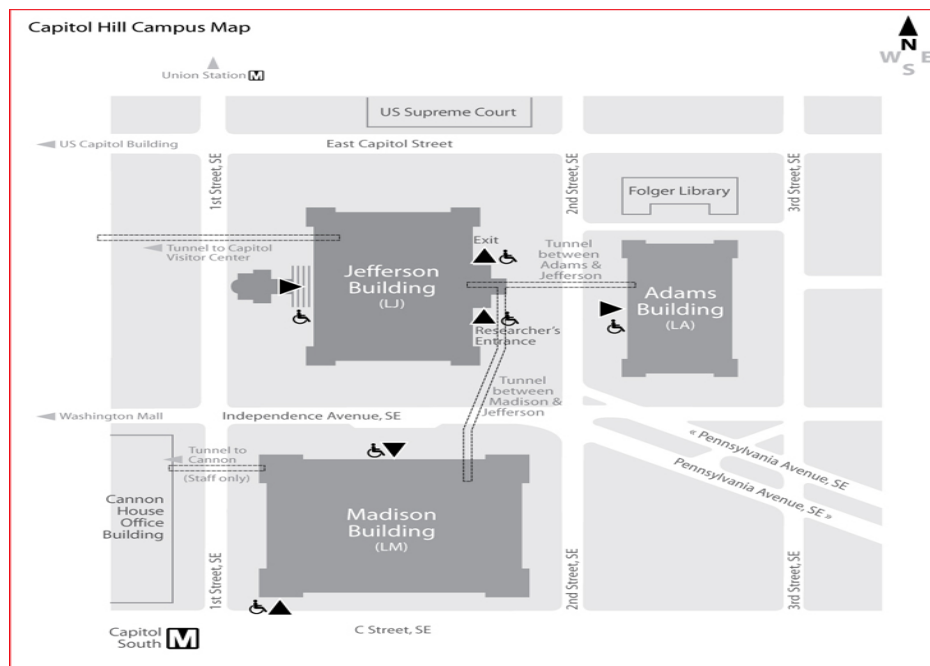 Capitol Hill Campus Map
N
W E
S
Union Station M
US Supreme Court
US Capitol Building
East Capitol Street
1st Street, SE
2nd Street, SE
3rd Street, SE
Folger Library
Tunnel to Capitol
Visitor Center
Exit
Tunnel
between
Adams &
Jefferson
Jefferson
Building
(LJ)
Adams
Building
(LA)
Researcher's
Entrance
Tunnel
between
Madison &
Jefferson
Washington Mall
Independence Avenue, SE
« Pennsylvania Avenue, SE
Pennsylvania Avenue, SE »
Tunnel to
Cannon
(Staff only)
Cannon
House
Office
Building
Madison
Building
(LM)
1st Street, SE
2nd Street, SE
3rd Street, SE
Capitol
South M
C Street, SE